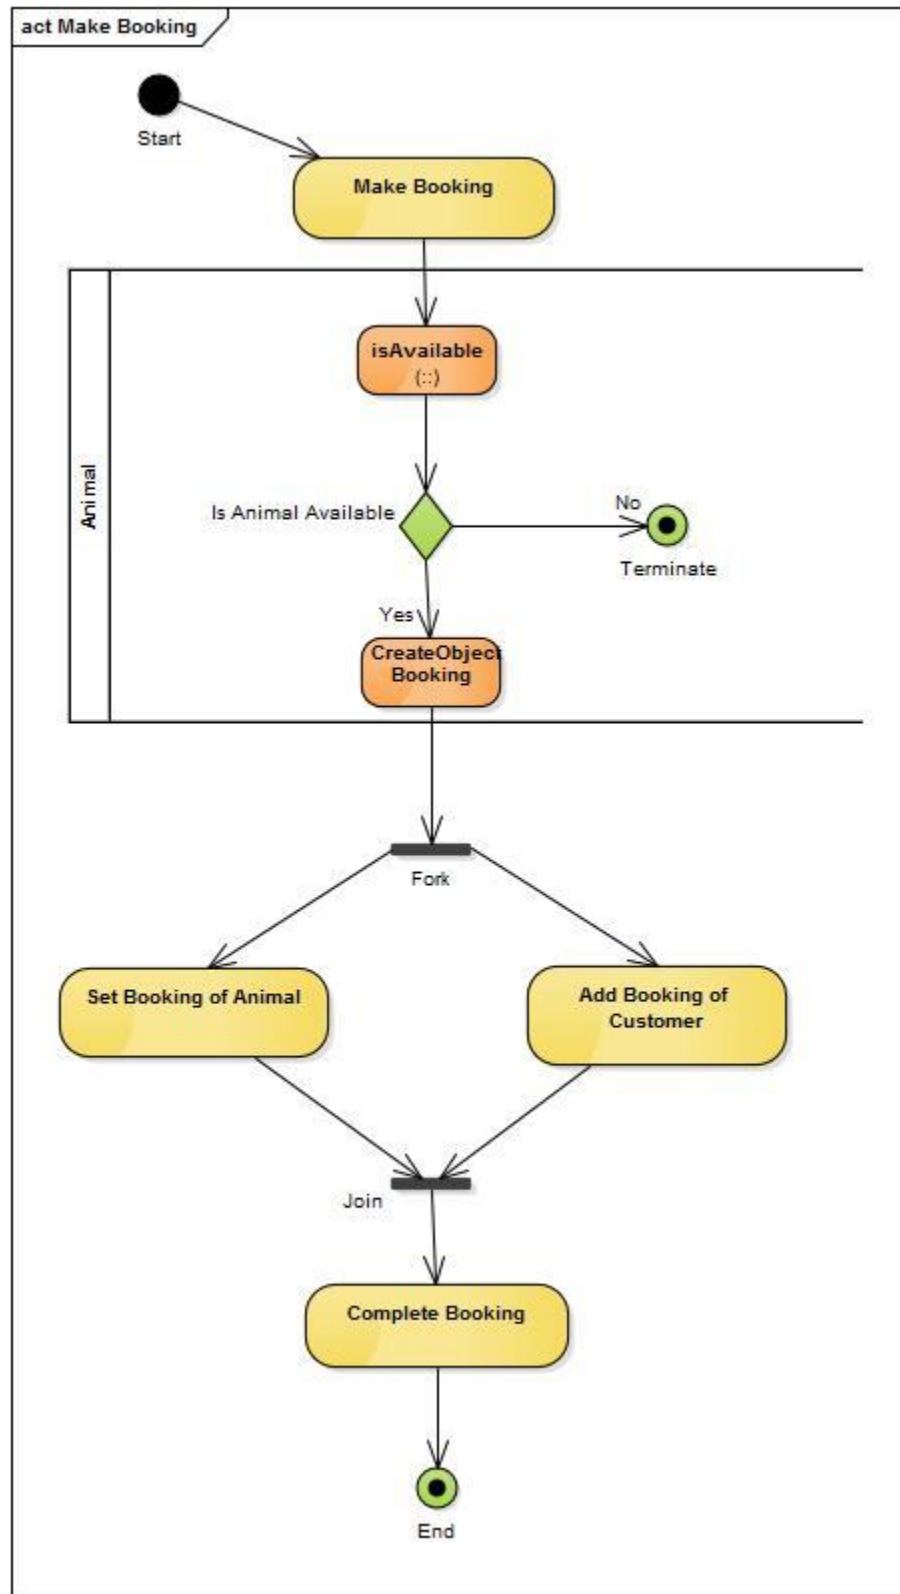 act Make Booking
Start
Make Booking
isAvailable
(::)
Animal
Is Animal Available
No
Terminate
Yes
CreateObject
Booking
Fork
Set Booking of Animal
Add Booking of
Customer
Join
Complete Booking
End